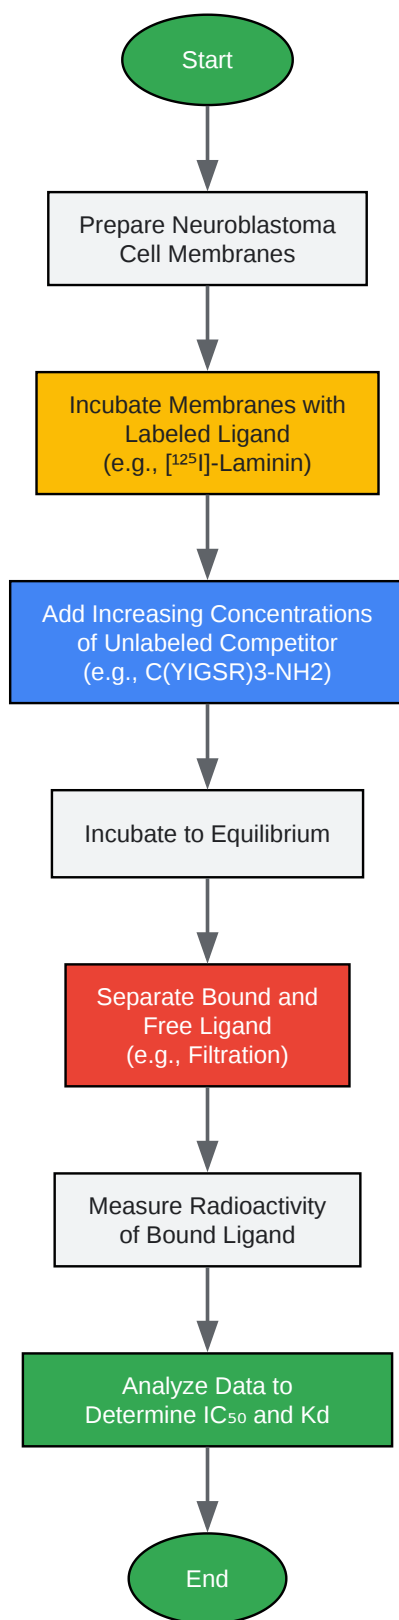 Start
Prepare Neuroblastoma
Cell Membranes
Incubate Membranes with
Labeled Ligand
(e.g., [¹²⁵I]-Laminin)
Add Increasing Concentrations
of Unlabeled Competitor
(e.g., C(YIGSR)3-NH2)
Incubate to Equilibrium
Separate Bound and
Free Ligand
(e.g., Filtration)
Measure Radioactivity
of Bound Ligand
Analyze Data to
Determine IC₅₀ and Kd
End